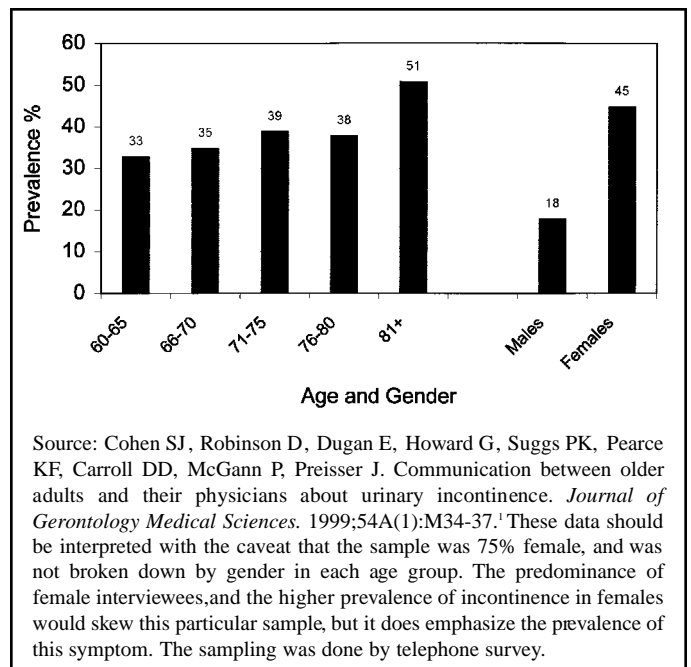 60
50
40
30
20
10
0
Prevalence %
33
35
39
38
51
18
45
60-65
66-70
71-75
76-80
81+
Males
Females
Age and Gender
Source: Cohen SJ, Robinson D, Dugan E, Howard G, Suggs PK, Pearce
KF, Carroll DD, McGann P, Preisser J. Communication between older
adults and their physicians about urinary incontinence. Journal of
Gerontology Medical Sciences. 1999;54A(1):M34-37.¹ These data should
be interpreted with the caveat that the sample was 75% female, and was
not broken down by gender in each age group. The predominance of
female interviewees,and the higher prevalence of incontinence in females
would skew this particular sample, but it does emphasize the prevalence of
this symptom. The sampling was done by telephone survey.